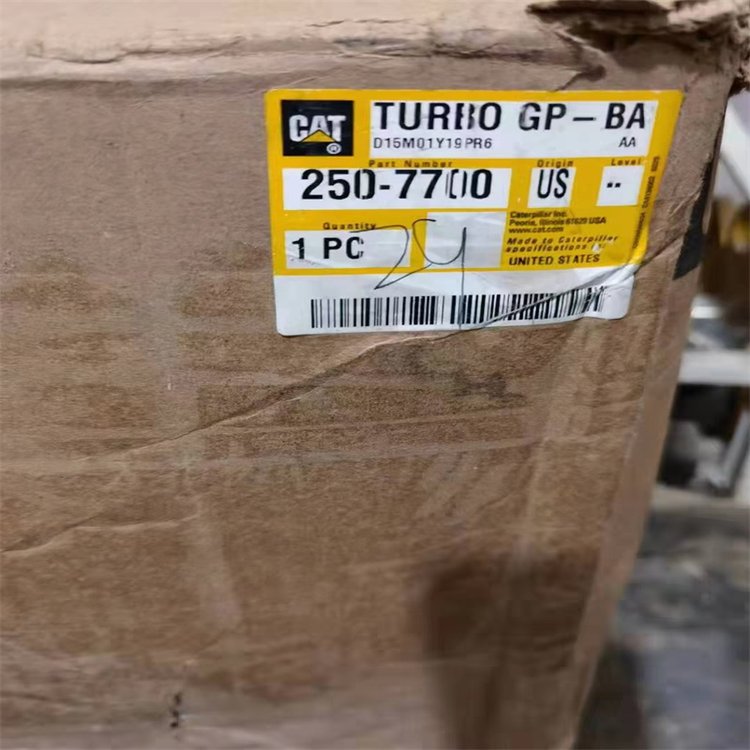 CAT
®
TURBO GP-BA
D15M01Y19PR6 AA
Part Number Origin Level
250-7700 US --
Quantity
1 PC
Caterpillar Inc.
Peoria, Illinois 61629 USA
www.cat.com
Made to Caterpillar
specifications in
UNITED STATES